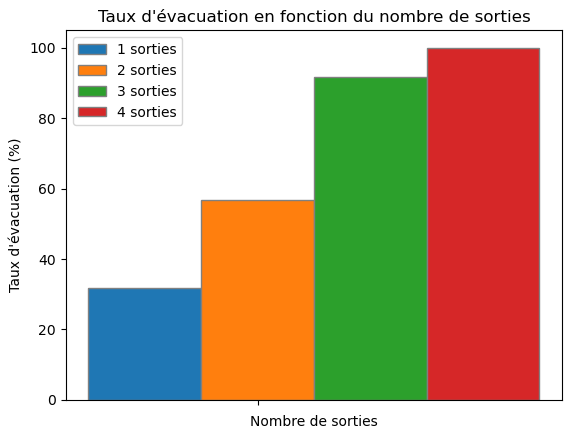 Taux d'évacuation en fonction du nombre de sorties
1 sorties
2 sorties
3 sorties
4 sorties
Taux d'évacuation (%)
100
80
60
40
20
0
Nombre de sorties